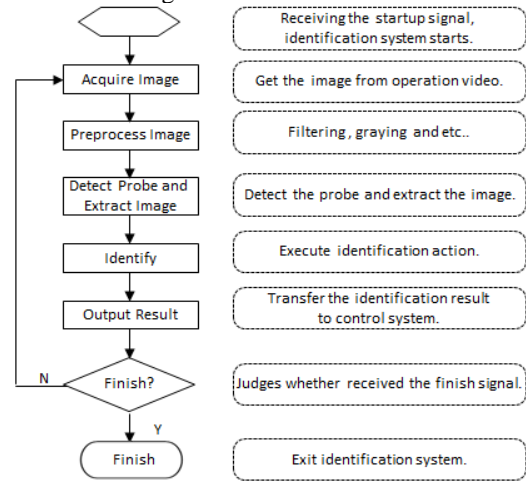 Receiving the startup signal,
identification system starts.
Acquire Image
Get the image from operation video.
Preprocess Image
Filtering, graying and etc..
Detect Probe and
Extract Image
Detect the probe and extract the image.
Identify
Execute identification action.
Output Result
Transfer the identification result
to control system.
N
Finish?
Judges whether received the finish signal.
Y
Finish
Exit identification system.